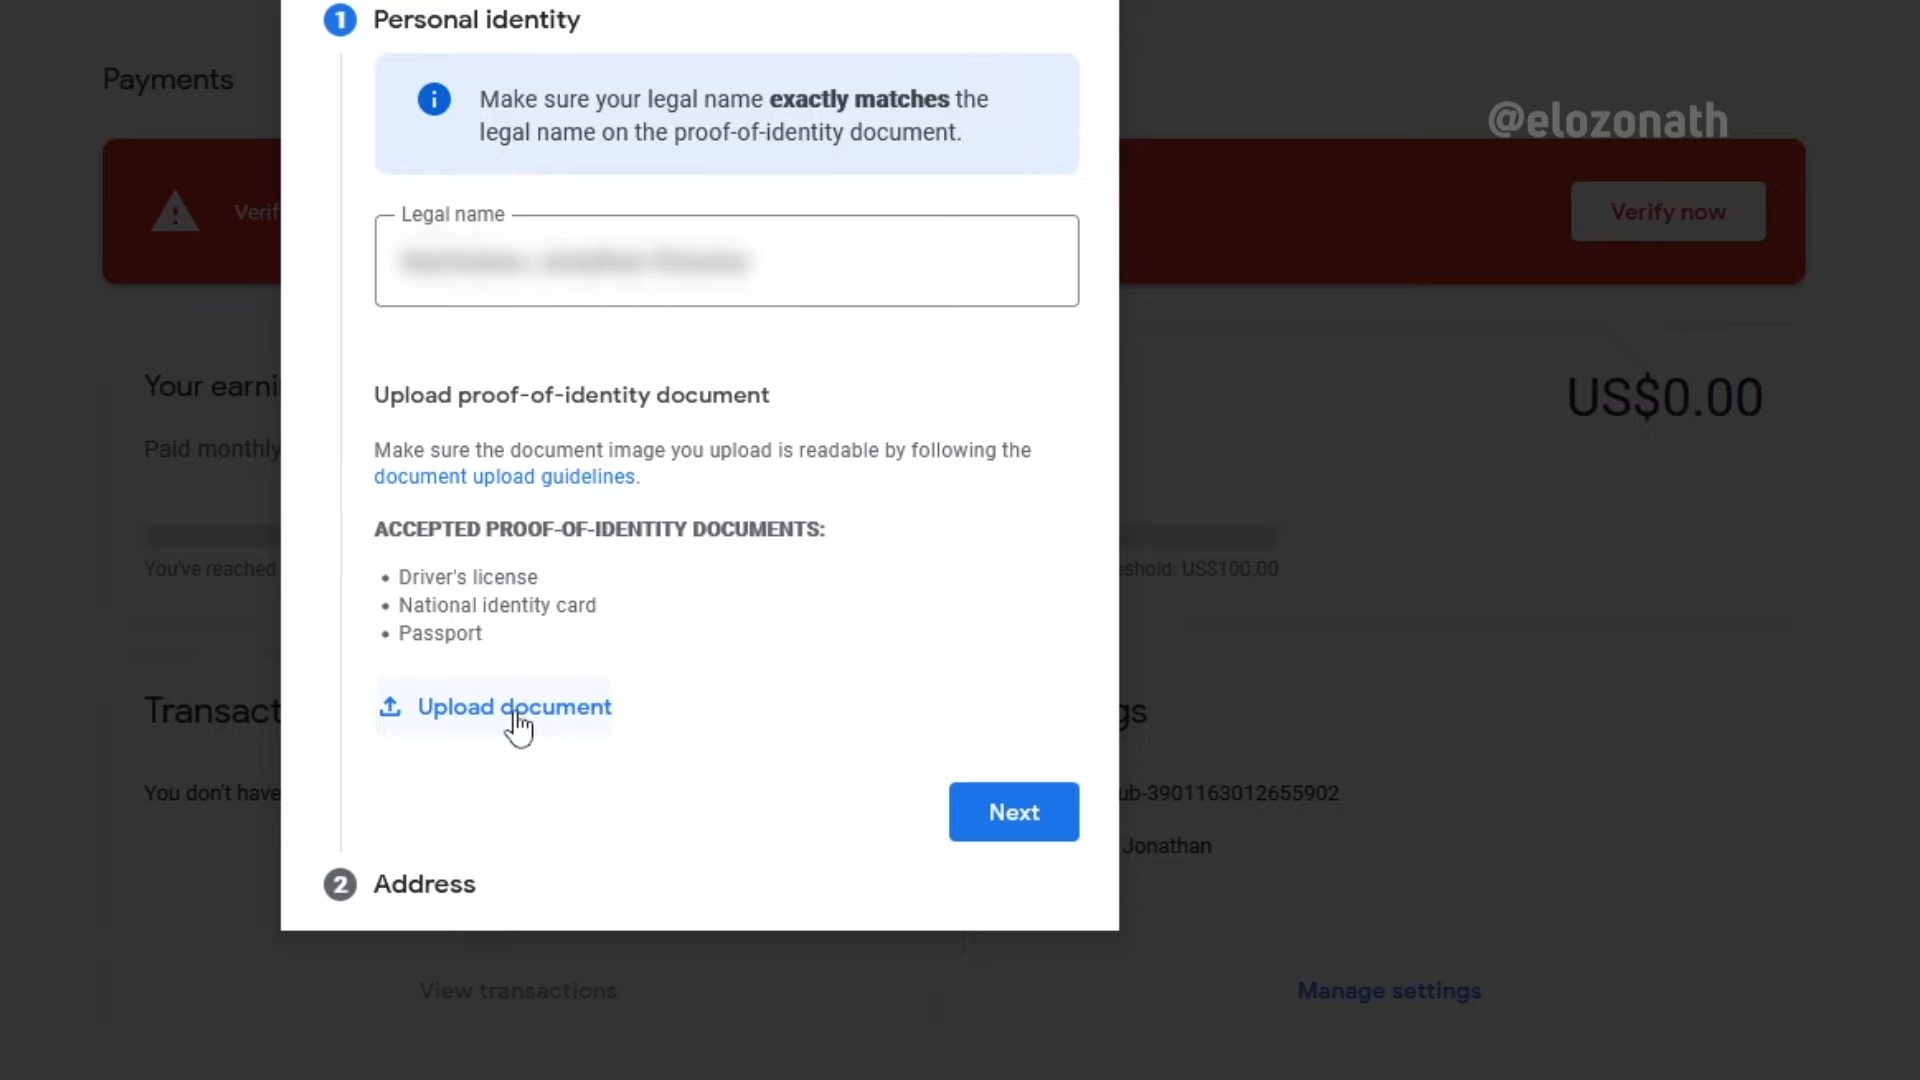 1 Personal identity
Payments
Make sure your legal name exactly matches the
legal name on the proof-of-identity document.
@elozonath
Verif
Verify now
Legal name
Your earni
US$0.00
Upload proof-of-identity document
Paid monthly
Make sure the document image you upload is readable by following the
document upload guidelines.
ACCEPTED PROOF-OF-IDENTITY DOCUMENTS:
You've reached
eshold: US$100.00
• Driver's license
• National identity card
• Passport
Transact
gs
Upload document
You don't have
ub-3901163012655902
Next
Jonathan
2 Address
View transactions
Manage settings